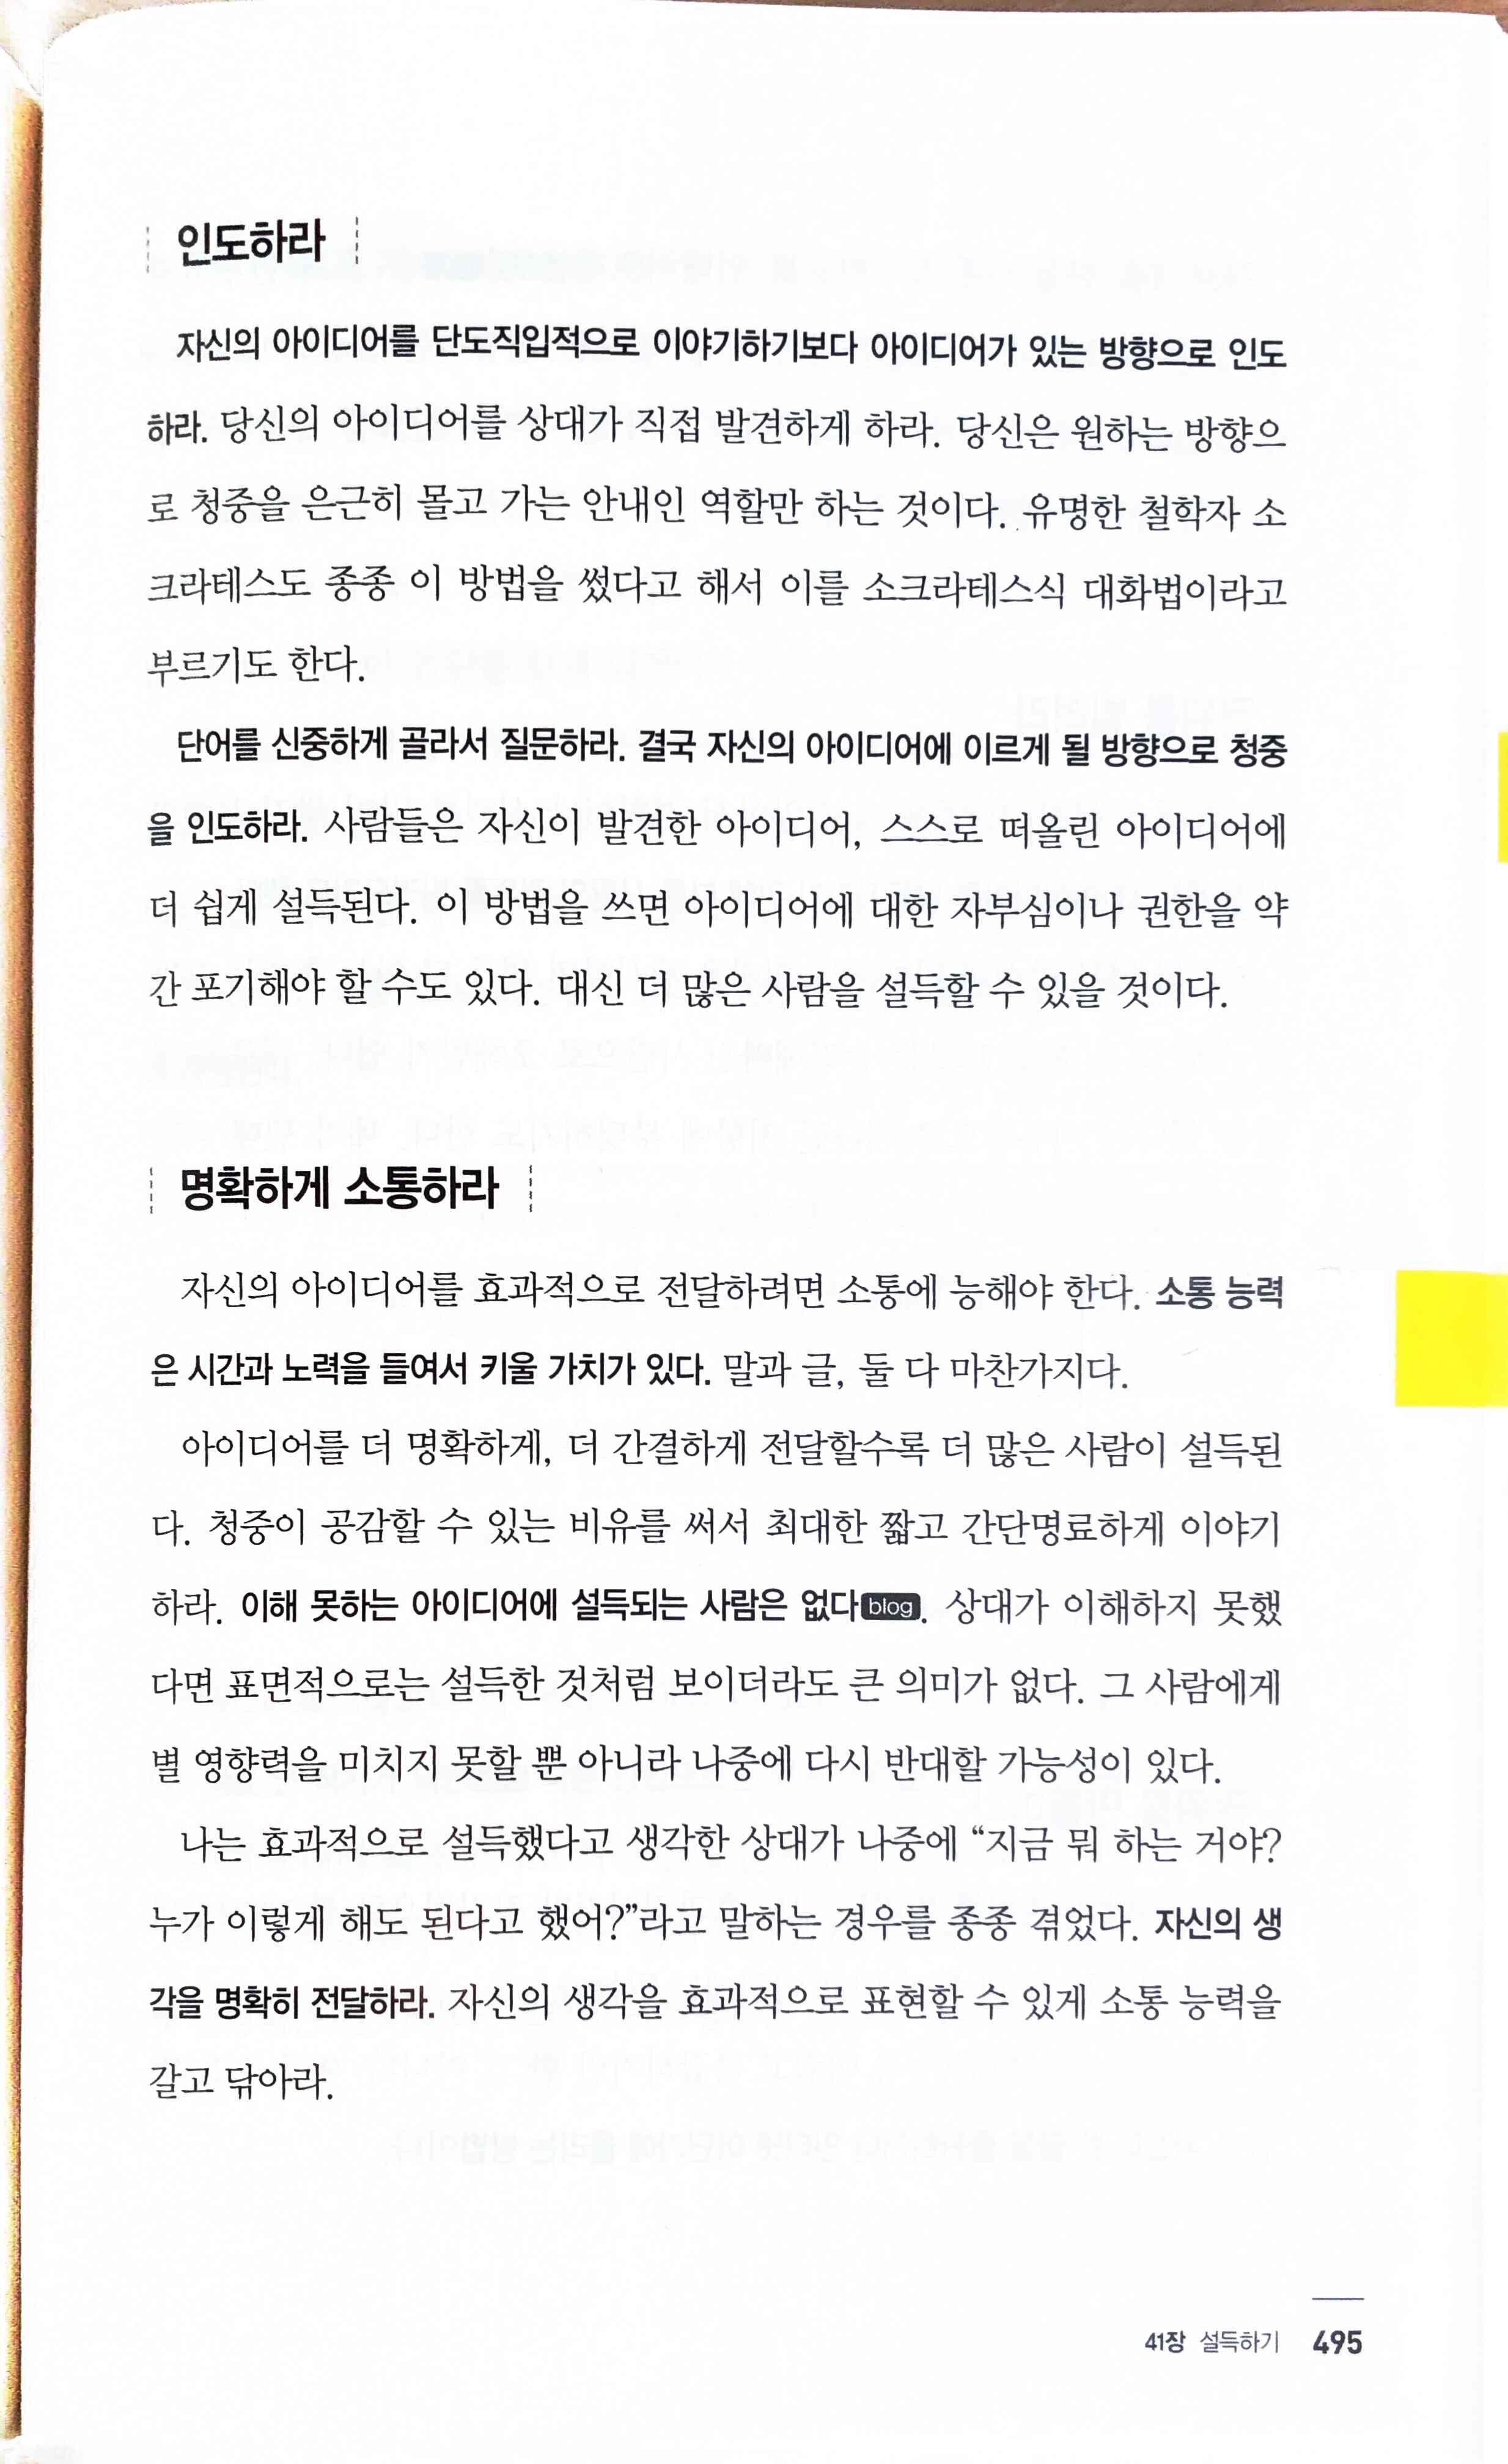 인도하라
자신의 아이디어를 단도직입적으로 이야기하기보다 아이디어가 있는 방향으로 인도
하라. 당신의 아이디어를 상대가 직접 발견하게 하라. 당신은 원하는 방향으
로 청중을 은근히 몰고 가는 안내인 역할만 하는 것이다. 유명한 철학자 소
크라테스도 종종 이 방법을 썼다고 해서 이를 소크라테스식 대화법이라고
부르기도 한다.
단어를 신중하게 골라서 질문하라. 결국 자신의 아이디어에 이르게 될 방향으로 청중
을 인도하라. 사람들은 자신이 발견한 아이디어, 스스로 떠올린 아이디어에
더 쉽게 설득된다. 이 방법을 쓰면 아이디어에 대한 자부심이나 권한을 약
간 포기해야 할 수도 있다. 대신 더 많은 사람을 설득할 수 있을 것이다.
명확하게 소통하라
자신의 아이디어를 효과적으로 전달하려면 소통에 능해야 한다. 소통 능력
은 시간과 노력을 들여서 키울 가치가 있다. 말과 글, 둘 다 마찬가지다.
아이디어를 더 명확하게, 더 간결하게 전달할수록 더 많은 사람이 설득된
다. 청중이 공감할 수 있는 비유를 써서 최대한 짧고 간단명료하게 이야기
하라. 이해 못하는 아이디어에 설득되는 사람은 없다blog. 상대가 이해하지 못했
다면 표면적으로는 설득한 것처럼 보이더라도 큰 의미가 없다. 그 사람에게
별 영향력을 미치지 못할 뿐 아니라 나중에 다시 반대할 가능성이 있다.
나는 효과적으로 설득했다고 생각한 상대가 나중에 “지금 뭐 하는 거야?
누가 이렇게 해도 된다고 했어?”라고 말하는 경우를 종종 겪었다. 자신의 생
각을 명확히 전달하라. 자신의 생각을 효과적으로 표현할 수 있게 소통 능력을
갈고 닦아라.
41장 설득하기 495